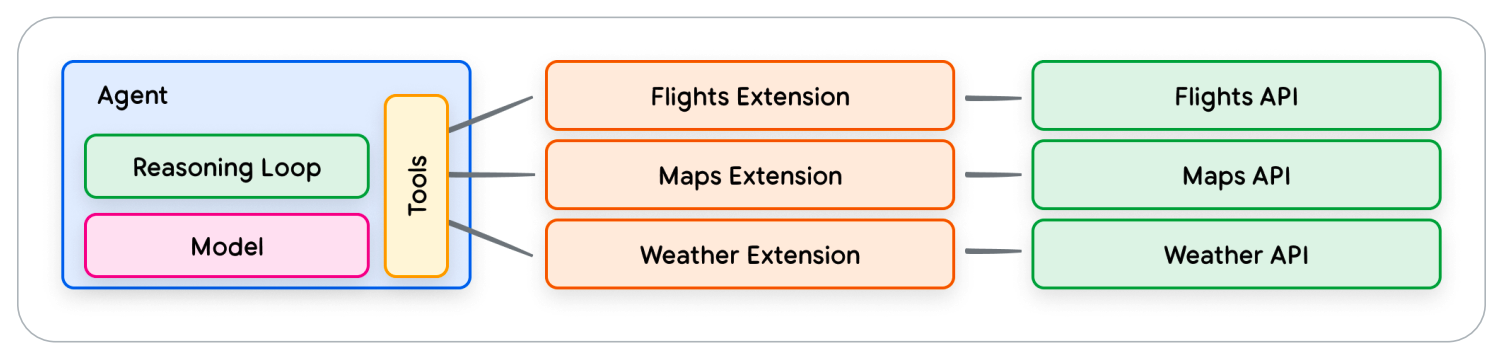 Agent
Reasoning Loop
Model
Tools
Flights Extension
Maps Extension
Weather Extension
Flights API
Maps API
Weather API